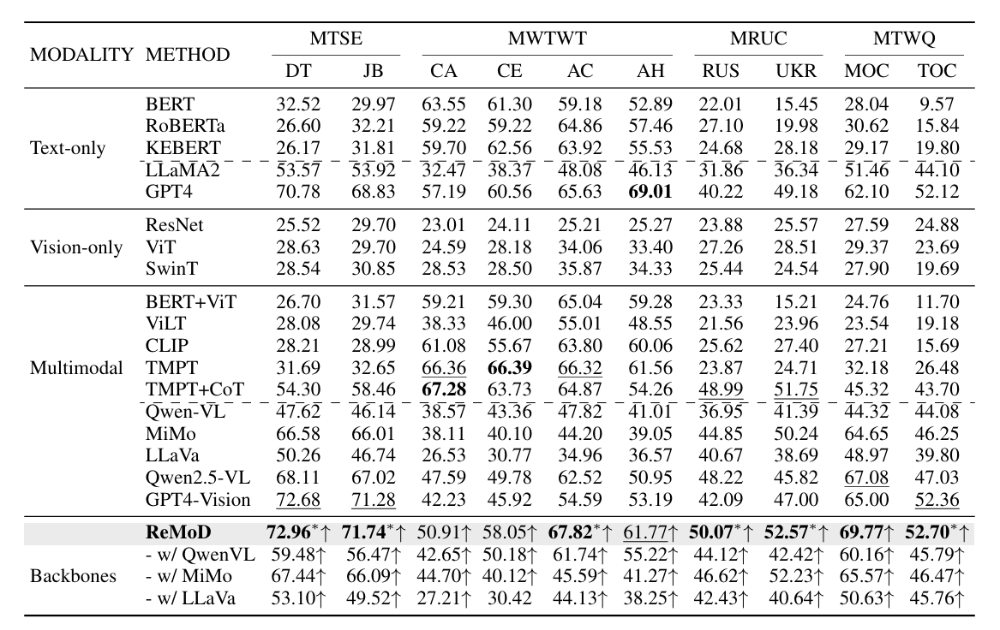 MODALITY METHOD MTSE MWTWT MRUC MTWQ
DT JB CA CE AC AH RUS UKR MOC TOC
BERT 32.52 29.97 63.55 61.30 59.18 52.89 22.01 15.45 28.04 9.57
RoBERTa 26.60 32.21 59.22 59.22 64.86 57.46 27.10 19.98 30.62 15.84
Text-only KEBERT 26.17 31.81 59.70 62.56 63.92 55.53 24.68 28.18 29.17 19.80
LLaMA2 53.57 53.92 32.47 38.37 48.08 46.13 31.86 36.34 51.46 44.10
GPT4 70.78 68.83 57.19 60.56 65.63 69.01 40.22 49.18 62.10 52.12
ResNet 25.52 29.70 23.01 24.11 25.21 25.27 23.88 25.57 27.59 24.88
Vision-only ViT 28.63 29.70 24.59 28.18 34.06 33.40 27.26 28.51 29.37 23.69
SwinT 28.54 30.85 28.53 28.50 35.87 34.33 25.44 24.54 27.90 19.69
BERT+ViT 26.70 31.57 59.21 59.30 65.04 59.28 23.33 15.21 24.76 11.70
ViLT 28.08 29.74 38.33 46.00 55.01 48.55 21.56 23.96 23.54 19.18
CLIP 28.21 28.99 61.08 55.67 63.80 60.06 25.62 27.40 27.21 15.69
Multimodal TMPT 31.69 32.65 66.36 66.39 66.32 61.56 23.87 24.71 32.18 26.48
TMPT+CoT 54.30 58.46 67.28 63.73 64.87 54.26 48.99 51.75 45.32 43.70
Qwen-VL 47.62 46.14 38.57 43.36 47.82 41.01 36.95 41.39 44.32 44.08
MiMo 66.58 66.01 38.11 40.10 44.20 39.05 44.85 50.24 64.65 46.25
LLaVa 50.26 46.74 26.53 30.77 34.96 36.57 40.67 38.69 48.97 39.80
Qwen2.5-VL 68.11 67.02 47.59 49.78 62.52 50.95 48.22 45.82 67.08 47.03
GPT4-Vision 72.68 71.28 42.23 45.92 54.59 53.19 42.09 47.00 65.00 52.36
ReMoD 72.96*↑ 71.74*↑ 50.91↑ 58.05↑ 67.82*↑ 61.77↑ 50.07*↑ 52.57*↑ 69.77↑ 52.70*↑
- w/ QwenVL 59.48↑ 56.47↑ 42.65↑ 50.18↑ 61.74↑ 55.22↑ 44.12↑ 42.42↑ 60.16↑ 45.79↑
Backbones - w/ MiMo 67.44↑ 66.09↑ 44.70↑ 40.12↑ 45.59↑ 41.27↑ 46.62↑ 52.23↑ 65.57↑ 46.47↑
- w/ LLaVa 53.10↑ 49.52↑ 27.21↑ 30.42 44.13↑ 38.25↑ 42.43↑ 40.64↑ 50.63↑ 45.76↑